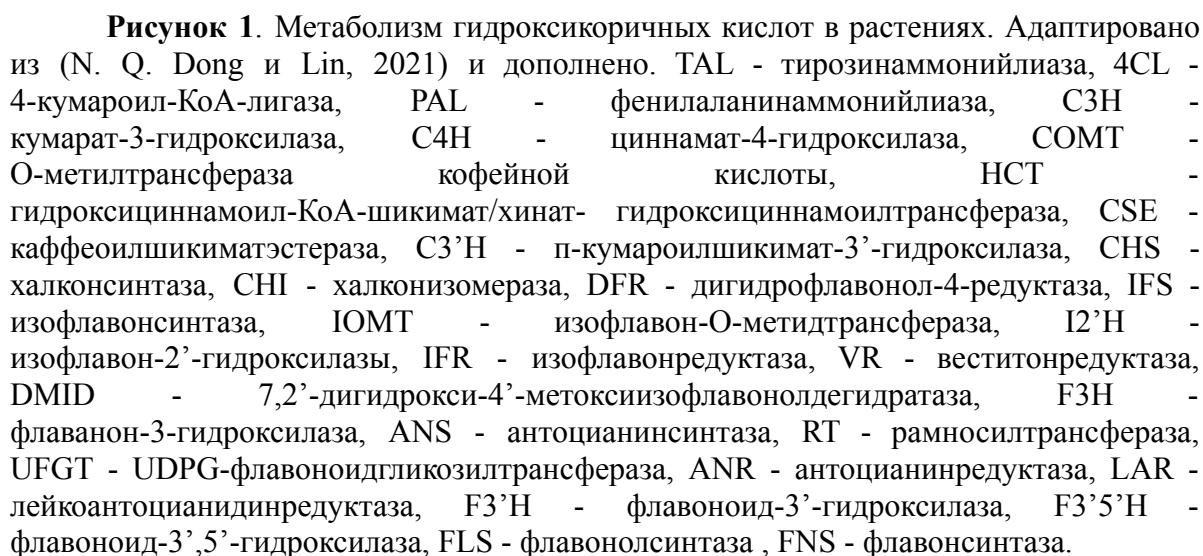 Рисунок 1. Метаболизм гидроксикоричных кислот в растениях. Адаптировано
из (N. Q. Dong и Lin, 2021) и дополнено. TAL - тирозинаммонийлиаза, 4CL -
4-кумароил-КоА-лигаза, PAL - фенилаланинаммонийлиаза, C3H -
кумарат-3-гидроксилаза, C4H - циннамат-4-гидроксилаза, COMT -
О-метилтрансфераза кофейной кислоты, HCT -
гидроксициннамоил-КоА-шикимат/хинат- гидроксициннамоилтрансфераза, CSE -
каффеоилшикиматэстераза, C3’H - п-кумароилшикимат-3’-гидроксилаза, CHS -
халконсинтаза, CHI - халконизомераза, DFR - дигидрофлавонол-4-редуктаза, IFS -
изофлавонсинтаза, IOMT - изофлавон-О-метидтрансфераза, I2’H -
изофлавон-2’-гидроксилазы, IFR - изофлавонредуктаза, VR - веститонредуктаза,
DMID - 7,2’-дигидрокси-4’-метоксиизофлавонолдегидратаза, F3H -
флаванон-3-гидроксилаза, ANS - антоцианинсинтаза, RT - рамносилтрансфераза,
UFGT - UDPG-флавоноидгликозилтрансфераза, ANR - антоцианинредуктаза, LAR -
лейкоантоцианидинредуктаза, F3’H - флавоноид-3’-гидроксилаза, F3’5’H -
флавоноид-3’,5’-гидроксилаза, FLS - флавонолсинтаза , FNS - флавонсинтаза.